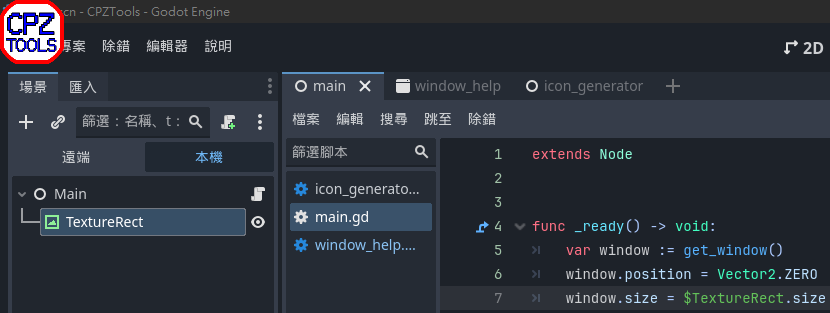 CPZ
TOOLS
cn - CPZTools - Godot Engine
專案 除錯 編輯器 說明
2D
場景 匯入
main window_help icon_generator
篩選：名稱、t：
檔案 編輯 搜尋 跳至 除錯
遠端 本機
篩選腳本
Main
TextureRect
icon_generato...
main.gd
window_help....
1 extends Node
2
3
4 func _ready() -> void:
5 var window := get_window()
6 window.position = Vector2.ZERO
7 window.size = $TextureRect.size